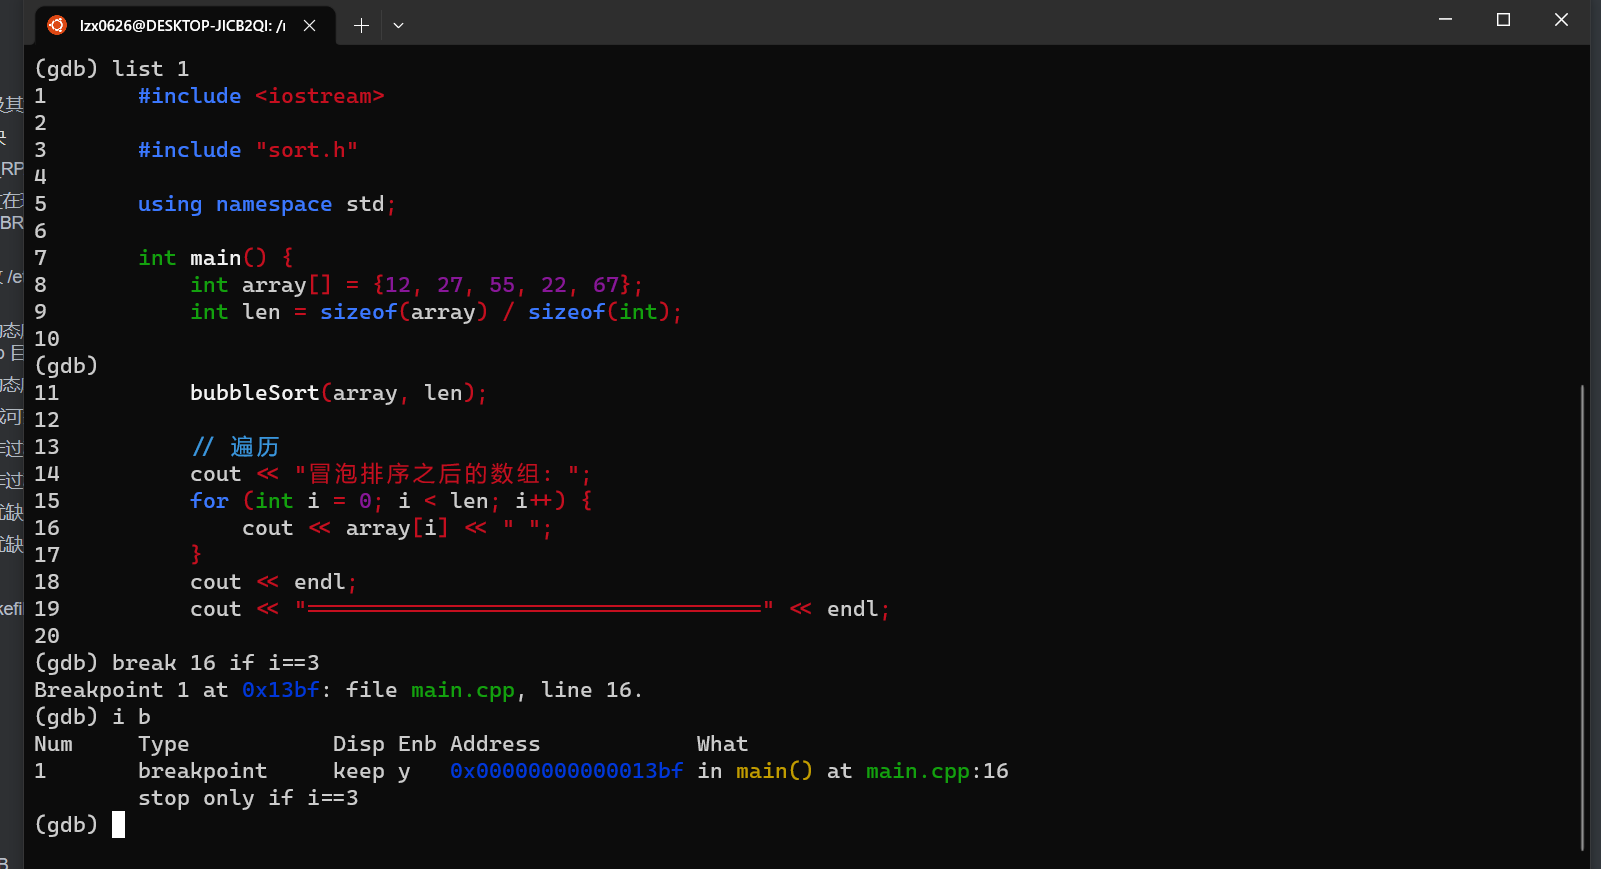 lzx0626@DESKTOP-JICB2QI: /
(gdb) list 1
1       #include <iostream>
2
3       #include "sort.h"
4
5       using namespace std;
6
7       int main() {
8           int array[] = {12, 27, 55, 22, 67};
9           int len = sizeof(array) / sizeof(int);
10
(gdb)
11          bubbleSort(array, len);
12
13          // 遍历
14          cout << "冒泡排序之后的数组: ";
15          for (int i = 0; i < len; i++) {
16              cout << array[i] << " ";
17          }
18          cout << endl;
19          cout << "===================================" << endl;
20
(gdb) break 16 if i==3
Breakpoint 1 at 0x13bf: file main.cpp, line 16.
(gdb) i b
Num     Type           Disp Enb Address            What
1       breakpoint     keep y   0x00000000000013bf in main() at main.cpp:16
        stop only if i==3
(gdb)